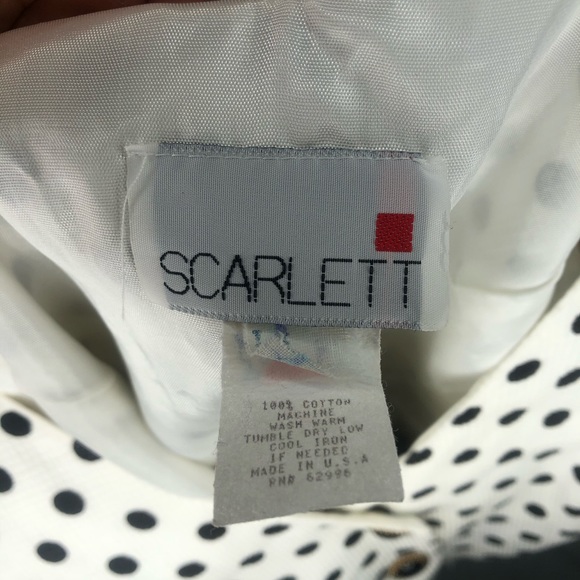 SCARLETT
100% COTTON
MACHINE
WASH WARM
TUMBLE DRY LOW
COOL IRON
IF NEEDED
MADE IN U.S.A
RN# 62996